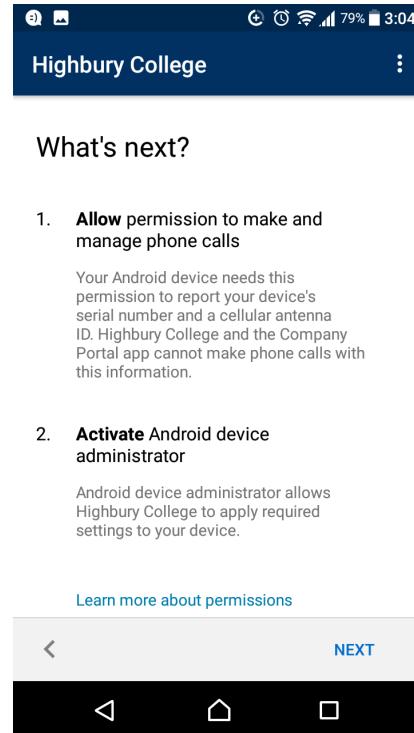 79% 3:04
Highbury College
What's next?
1. Allow permission to make and
manage phone calls
Your Android device needs this
permission to report your device's
serial number and a cellular antenna
ID. Highbury College and the Company
Portal app cannot make phone calls with
this information.
2. Activate Android device
administrator
Android device administrator allows
Highbury College to apply required
settings to your device.
Learn more about permissions
NEXT